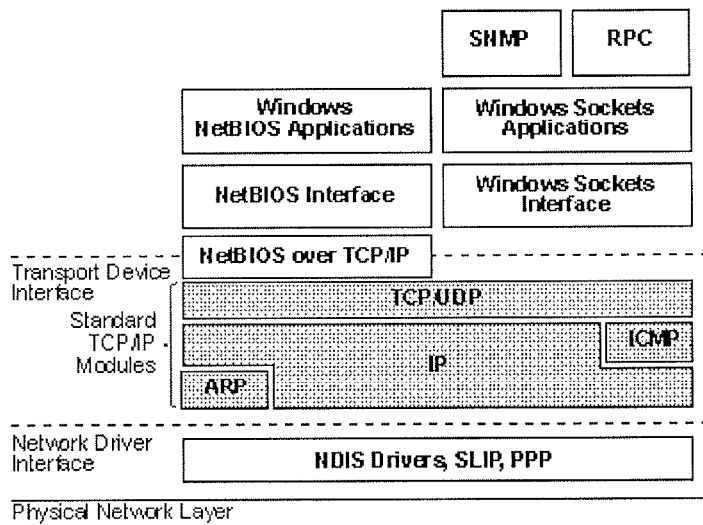 SNMP
RPC
Windows
NetBIOS Applications
Windows Sockets
Applications
NetBIOS Interface
Windows Sockets
Interface
NetBIOS over TCP/IP
Transport Device
Interface
TCP/UDP
Standard
TCP/IP
Modules
ICMP
IP
ARP
Network Driver
Interface
NDIS Drivers, SLIP, PPP
Physical Network Layer